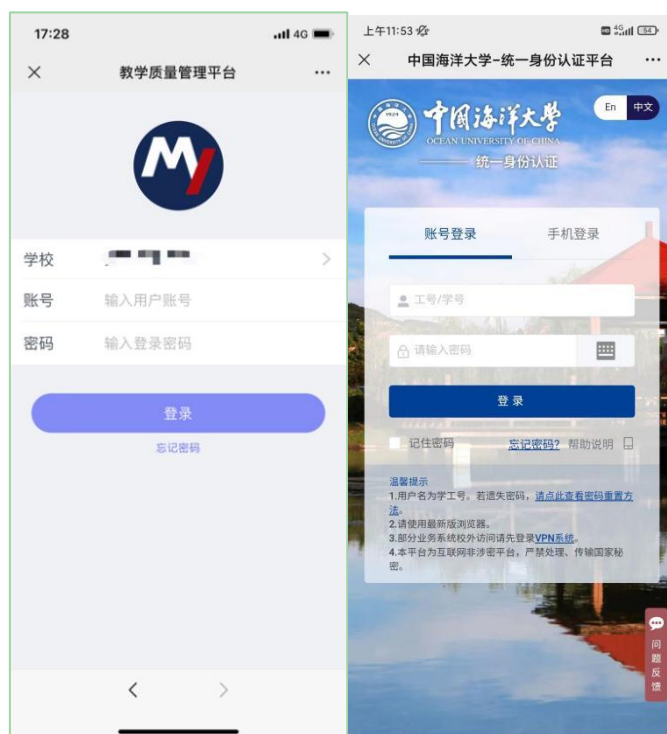 17:28
4G
教学质量管理平台
学校
账号
输入用户账号
密码
输入登录密码
登录
忘记密码
上午11:53
4G
54
中国海洋大学-统一身份认证平台
1924
中国海洋大学
OCEAN UNIVERSITY OF CHINA
统一身份认证
En
中文
账号登录
手机登录
工号/学号
请输入密码
登 录
记住密码
忘记密码?
帮助说明
温馨提示
1.用户名为学工号。若遗失密码，请点此查看密码重置方
法。
2.请使用最新版浏览器。
3.部分业务系统校外访问请先登录VPN系统。
4.本平台为互联网非涉密平台，严禁处理、传输国家秘
密。
问题反馈